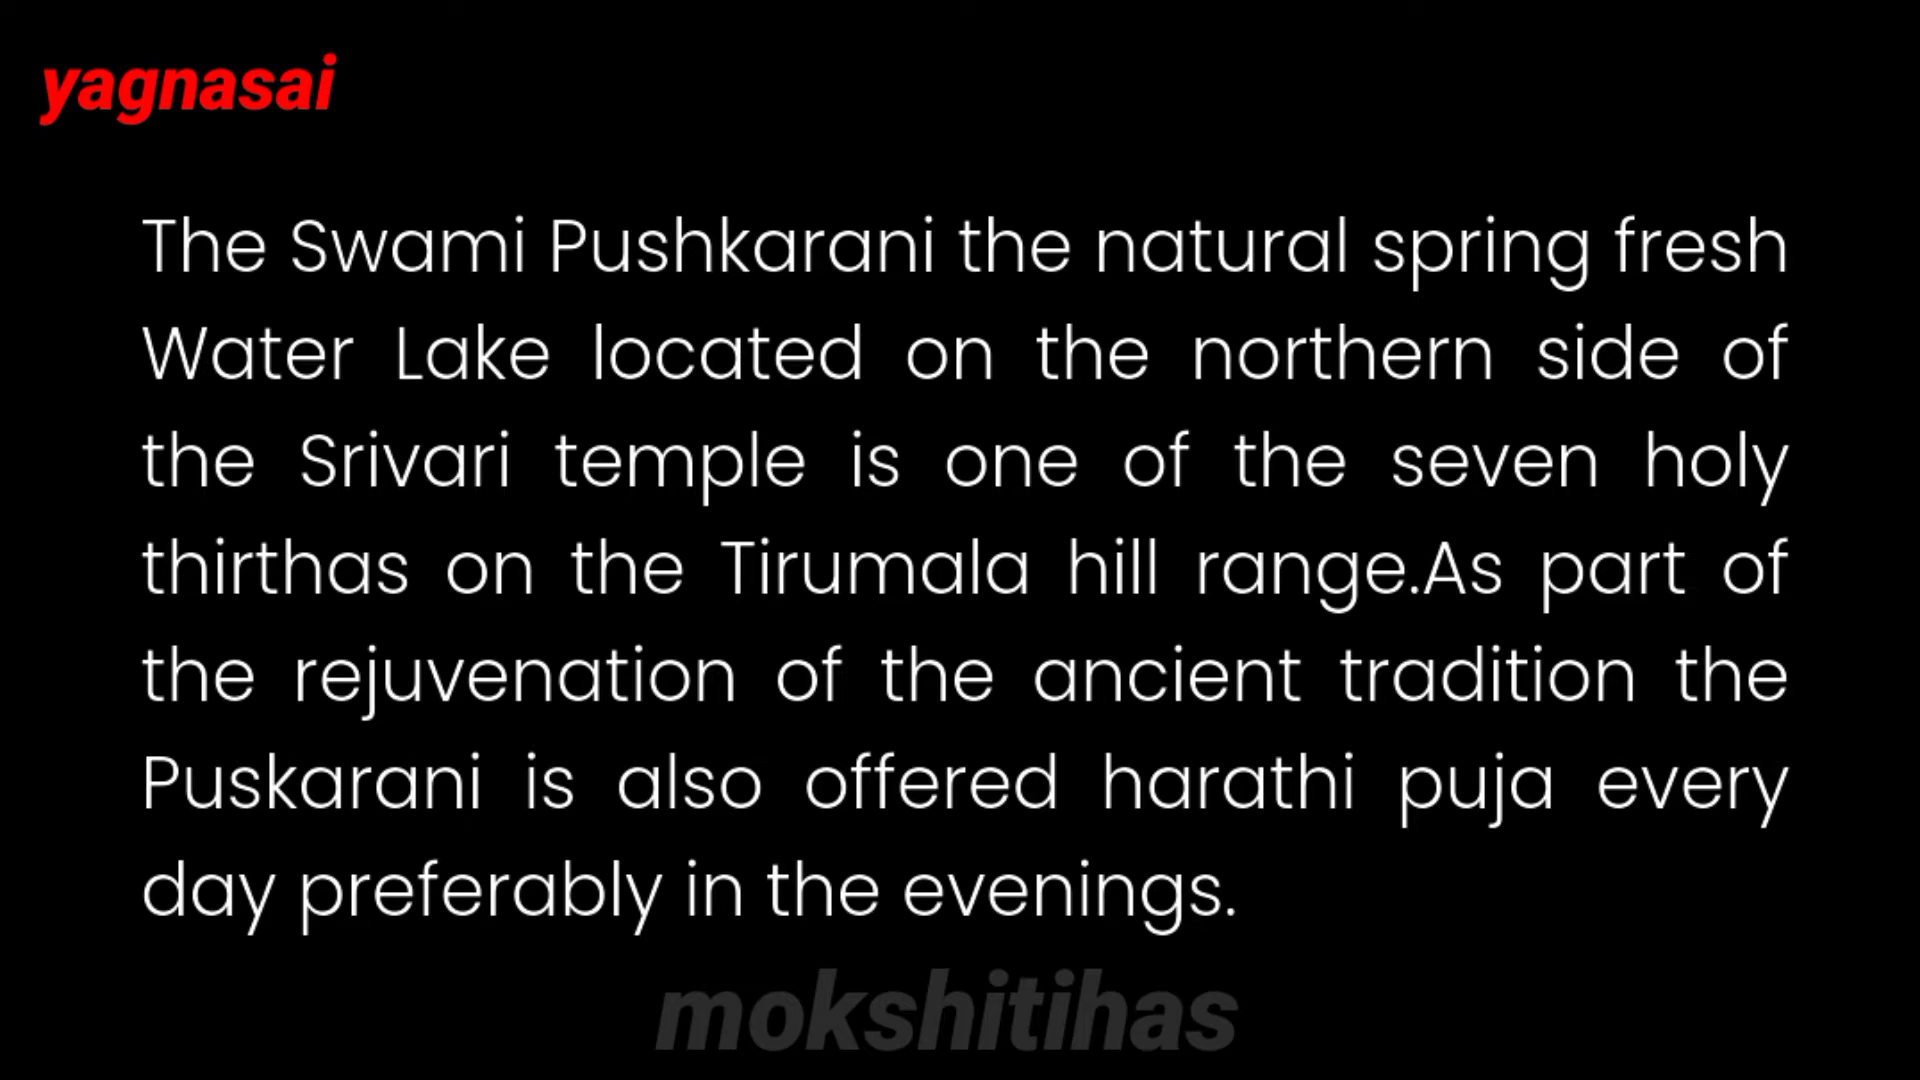 yagnasai
The Swami Pushkarani the natural spring fresh
Water Lake located on the northern side of
the Srivari temple is one of the seven holy
thirthas on the Tirumala hill range.As part of
the rejuvenation of the ancient tradition the
Puskarani is also offered harathi puja every
day preferably in the evenings.
mokshitihas